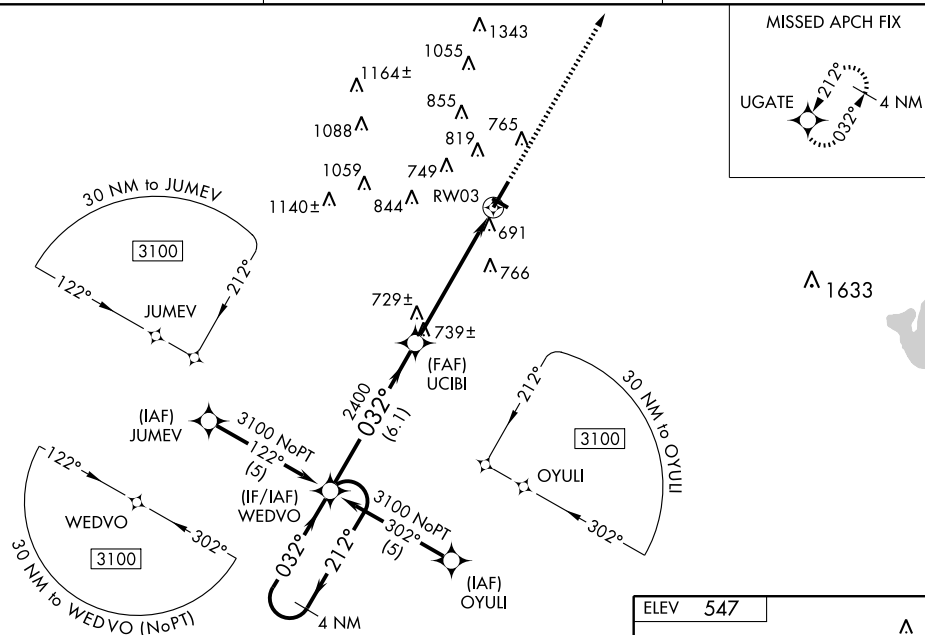 1343
1055
1164±
855
765
1088
819
749
1059
RW03
1140±
844
691
766
1633
729±
739±
MISSED APCH FIX
UGATE
212°
032°
4 NM
30 NM to JUMEV
3100
122°
212°
JUMEV
(FAF)
UCIBI
2400
032°
(6.1)
(IAF)
JUMEV
3100 NoPT
122°
(5)
(IF/IAF)
WEDVO
3100 NoPT
302°
(5)
(IAF)
OYULI
032°
212°
4 NM
30 NM to OYULI
212°
3100
OYULI
302°
122°
WEDVO
302°
3100
30 NM to WEDVO (NoPT)
ELEV 547